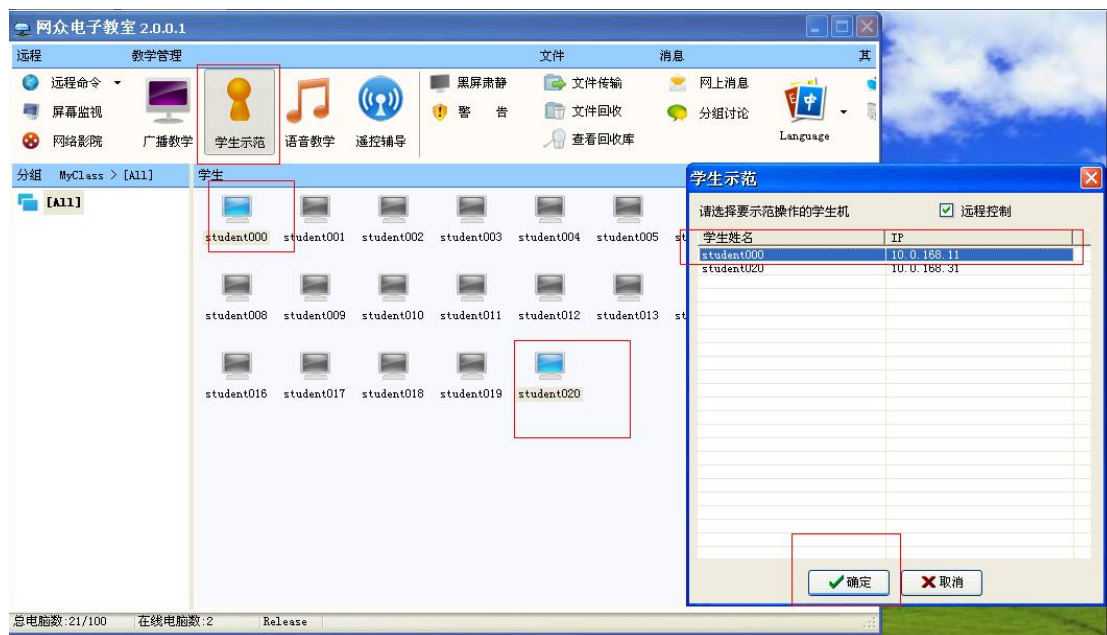 网众电子教室 2.0.0.1
远程 教学管理 文件 消息 其
远程命令
屏幕监视
网络影院
广播教学
学生示范
语音教学
遥控辅导
黑屏肃静
警 告
文件传输
文件回收
查看回收库
网上消息
分组讨论
Language
分组 MyClass > [All]
学生
[All]
student000 student001 student002 student003 student004 student005 st
student008 student009 student010 student011 student012 student013 st
student016 student017 student018 student019 student020
学生示范
请选择要示范操作的学生机 远程控制
学生姓名 IP
student000 10.0.168.11
student020 10.0.168.31
确定 取消
总电脑数:21/100 在线电脑数:2 Release